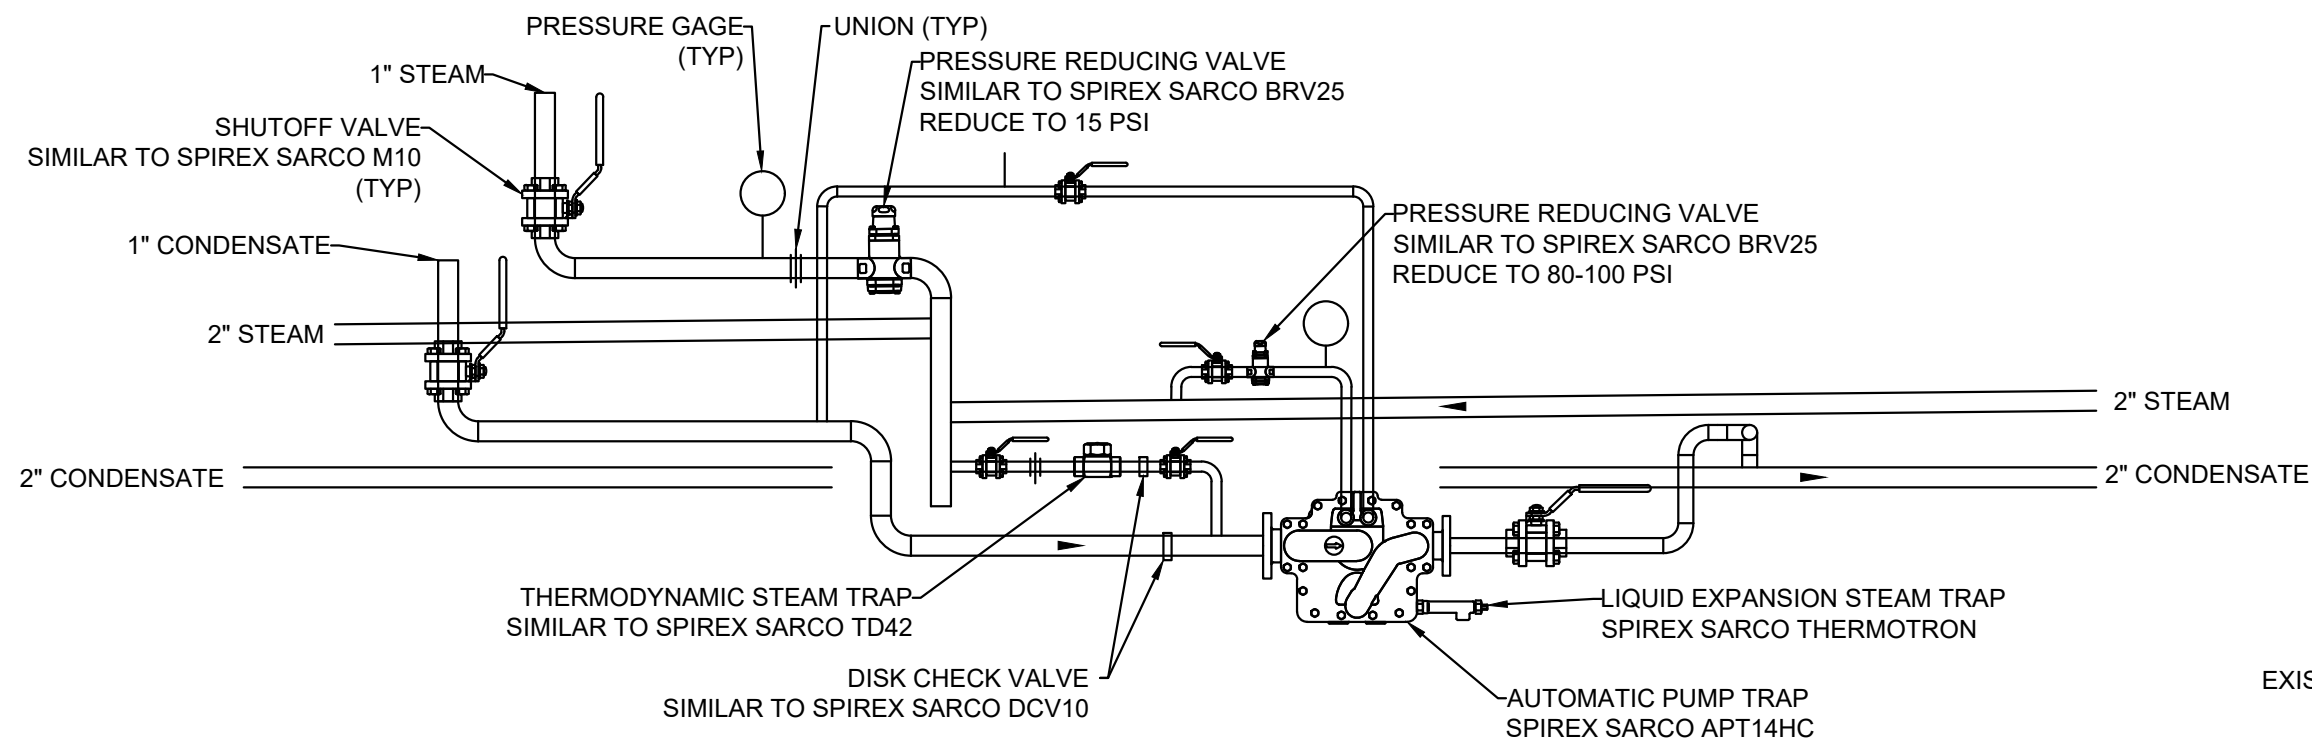 PRESSURE GAGE
(TYP)
UNION (TYP)
1" STEAM
PRESSURE REDUCING VALVE
SIMILAR TO SPIREX SARCO BRV25
REDUCE TO 15 PSI
SHUTOFF VALVE
SIMILAR TO SPIREX SARCO M10
(TYP)
PRESSURE REDUCING VALVE
SIMILAR TO SPIREX SARCO BRV25
REDUCE TO 80-100 PSI
1" CONDENSATE
2" STEAM
2" STEAM
2" CONDENSATE
2" CONDENSATE
THERMODYNAMIC STEAM TRAP
SIMILAR TO SPIREX SARCO TD42
LIQUID EXPANSION STEAM TRAP
SPIREX SARCO THERMOTRON
DISK CHECK VALVE
SIMILAR TO SPIREX SARCO DCV10
AUTOMATIC PUMP TRAP
SPIREX SARCO APT14HC
EXIS